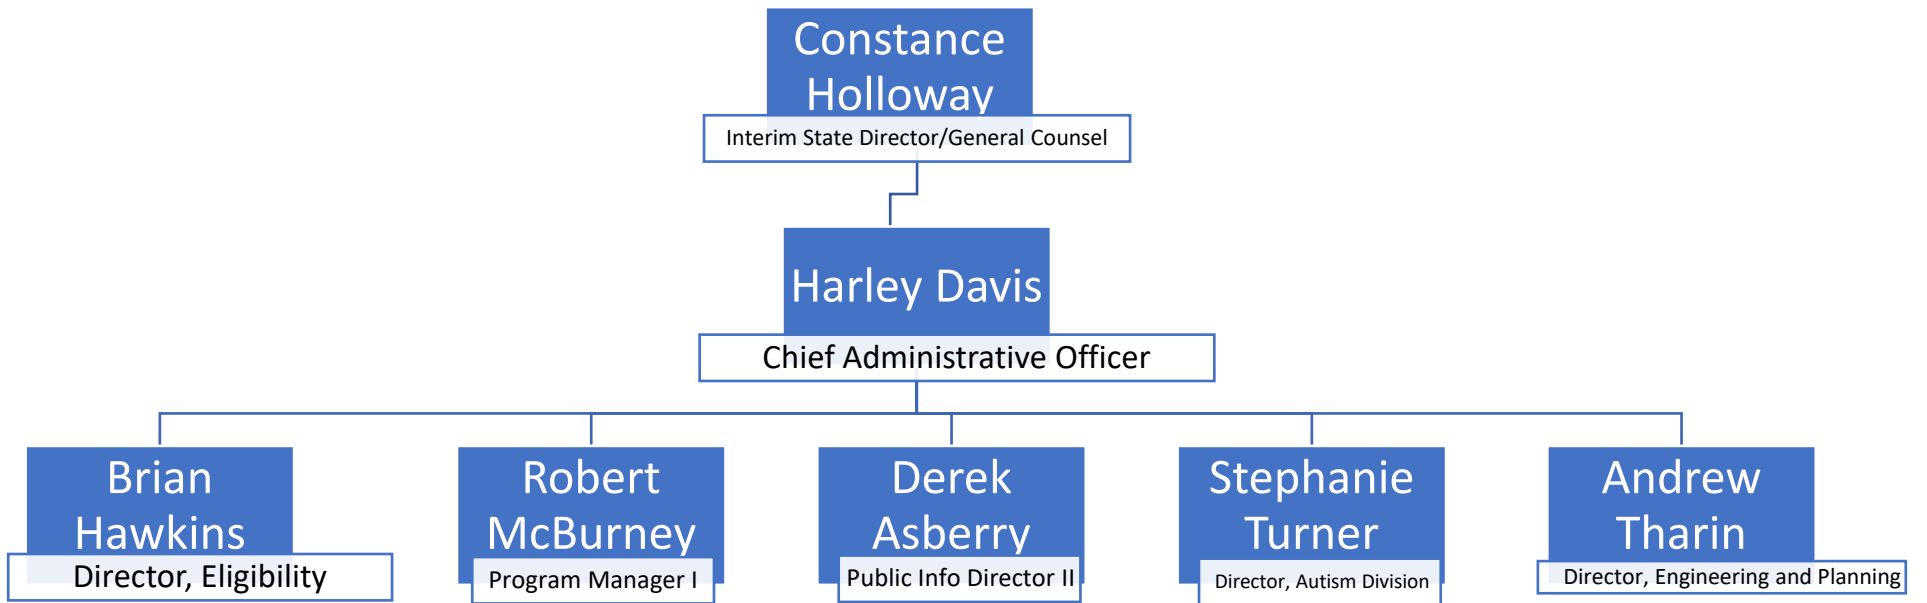 Constance
Holloway
Interim State Director/General Counsel
Harley Davis
Chief Administrative Officer
Brian
Hawkins
Director, Eligibility
Robert
McBurney
Program Manager I
Derek
Asberry
Public Info Director II
Stephanie
Turner
Director, Autism Division
Andrew
Tharin
Director, Engineering and Planning